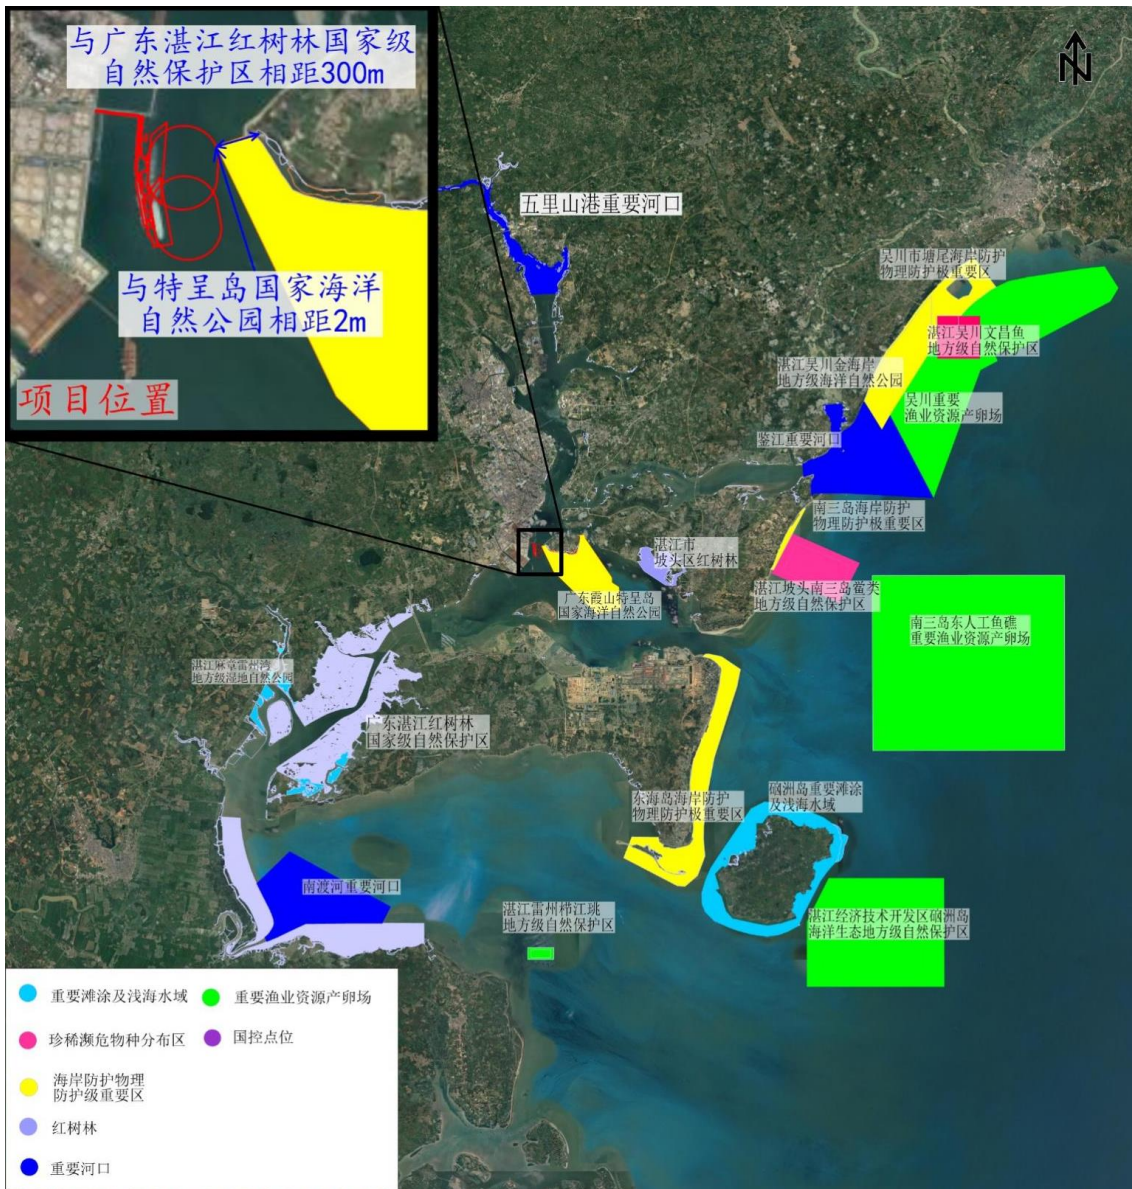 与广东湛江红树林国家级
自然保护区相距300m
与特呈岛国家海洋
自然公园相距2m
项目位置
N
五里山港重要河口
吴川市塘尾海岸防护
物理防护极重要区
湛江吴川文昌鱼
地方级自然保护区
湛江吴川金海岸
地方级海洋自然公园
吴川重要
渔业资源产卵场
鉴江重要河口
南三岛海岸防护
物理防护极重要区
湛江市
坡头区红树林
湛江坡头南三岛鲎类
地方级自然保护区
广东霞山特呈岛
国家海洋自然公园
南三岛东人工鱼礁
重要渔业资源产卵场
湛江麻章雷州湾
地方级湿地自然公园
广东湛江红树林
国家级自然保护区
东海岛海岸防护
物理防护极重要区
硇洲岛重要滩涂
及浅海水域
南渡河重要河口
湛江雷州栉江珧
地方级自然保护区
湛江经济技术开发区硇洲岛
海洋生态地方级自然保护区
重要滩涂及浅海水域
重要渔业资源产卵场
珍稀濒危物种分布区
国控点位
海岸防护物理
防护级重要区
红树林
重要河口